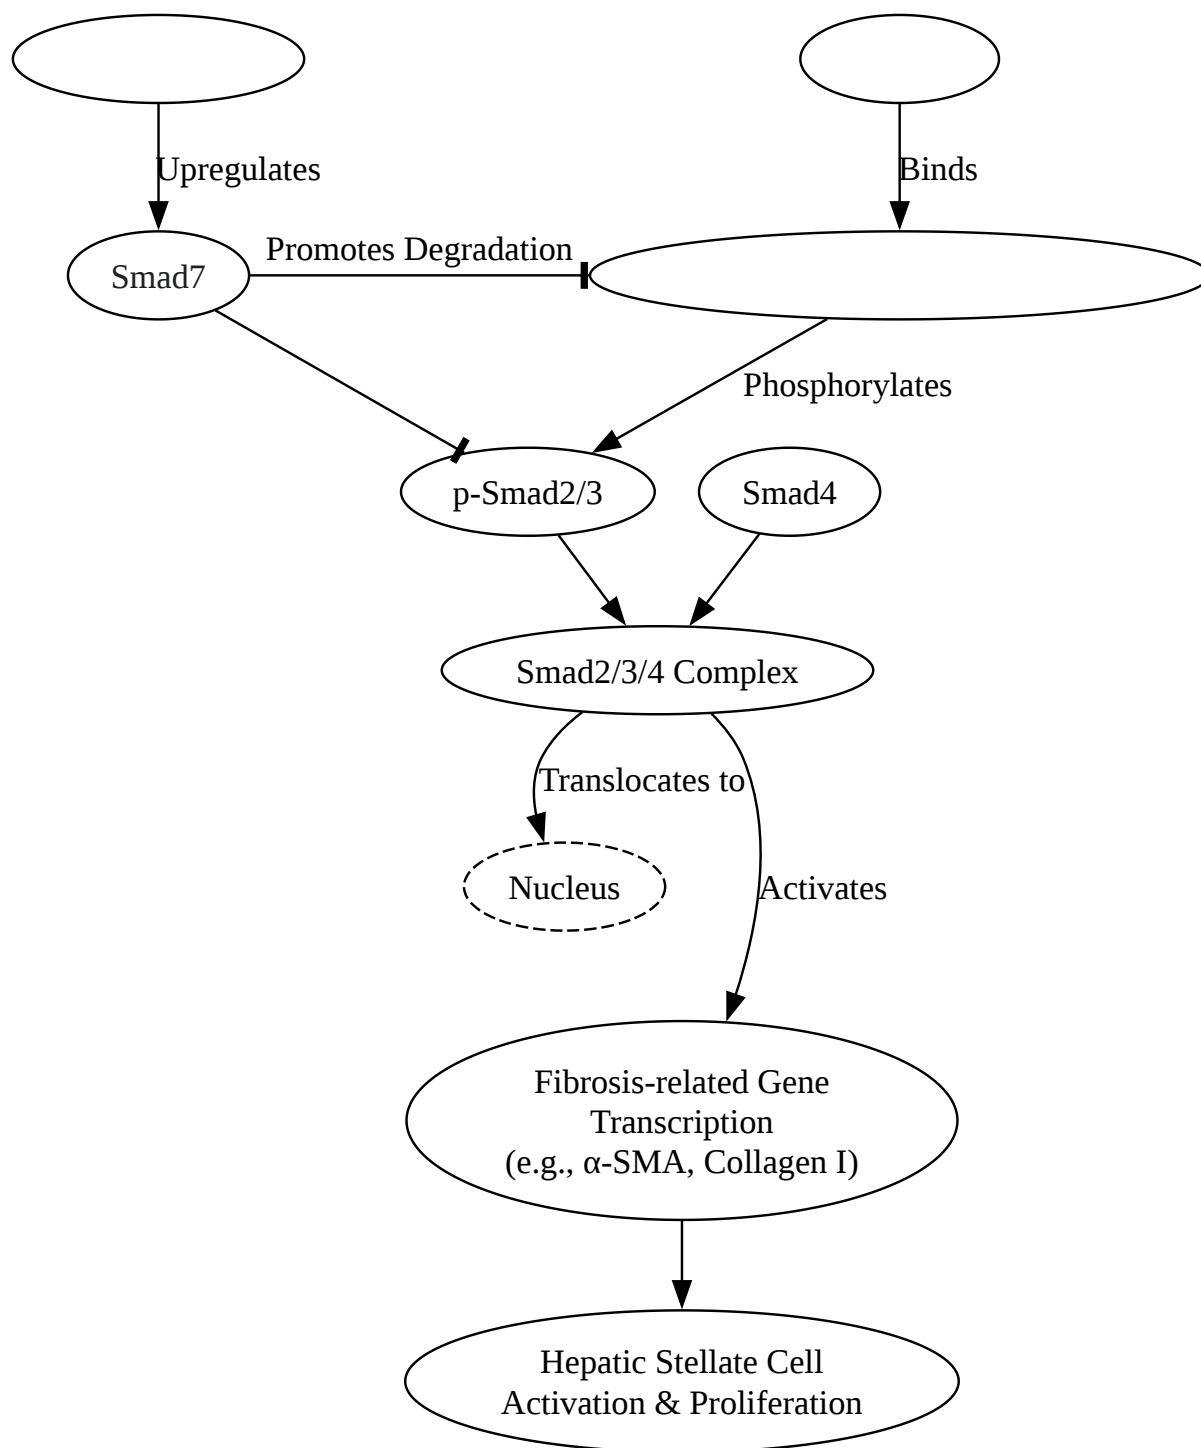 Upregulates
Binds
Promotes Degradation
Smad7
Phosphorylates
p-Smad2/3
Smad4
Smad2/3/4 Complex
Translocates to
Nucleus
Activates
Fibrosis-related Gene
Transcription
(e.g., α-SMA, Collagen I)
Hepatic Stellate Cell
Activation & Proliferation